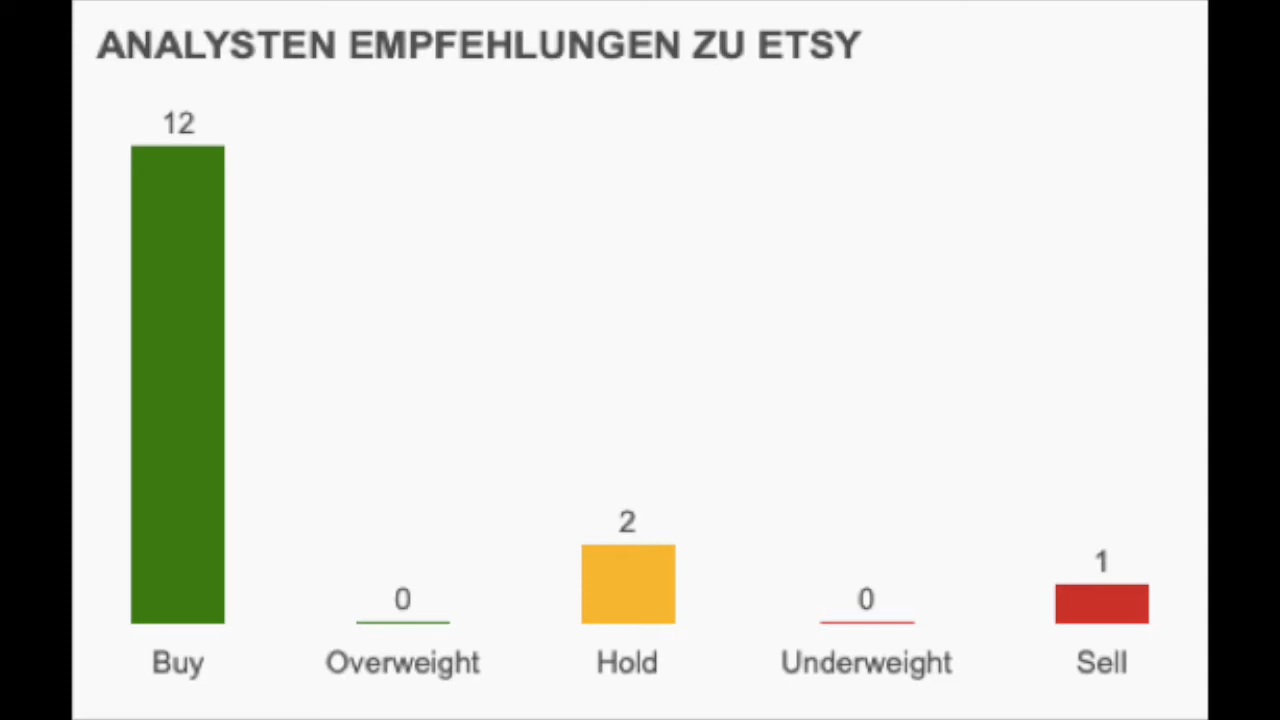 ANALYSTEN EMPFEHLUNGEN ZU ETSY
12
2
1
0
0
Buy
Overweight
Hold
Underweight
Sell